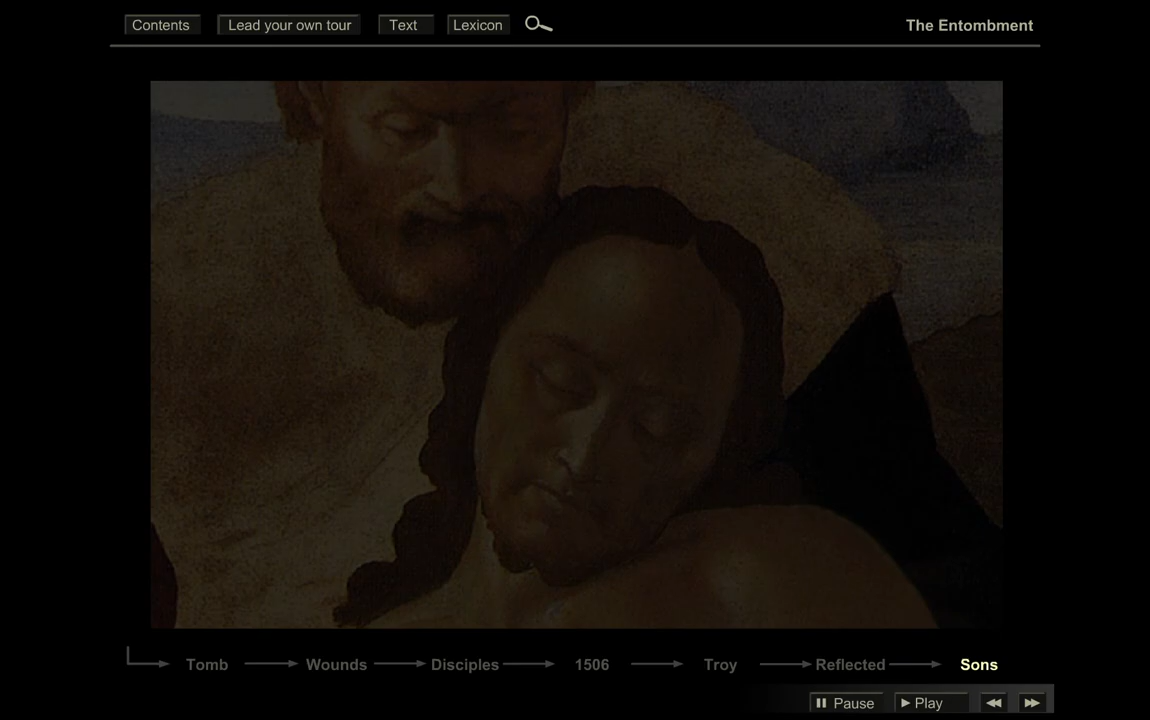 Contents Lead your own tour Text Lexicon The Entombment
Tomb Wounds Disciples 1506 Troy Reflected Sons
Pause Play